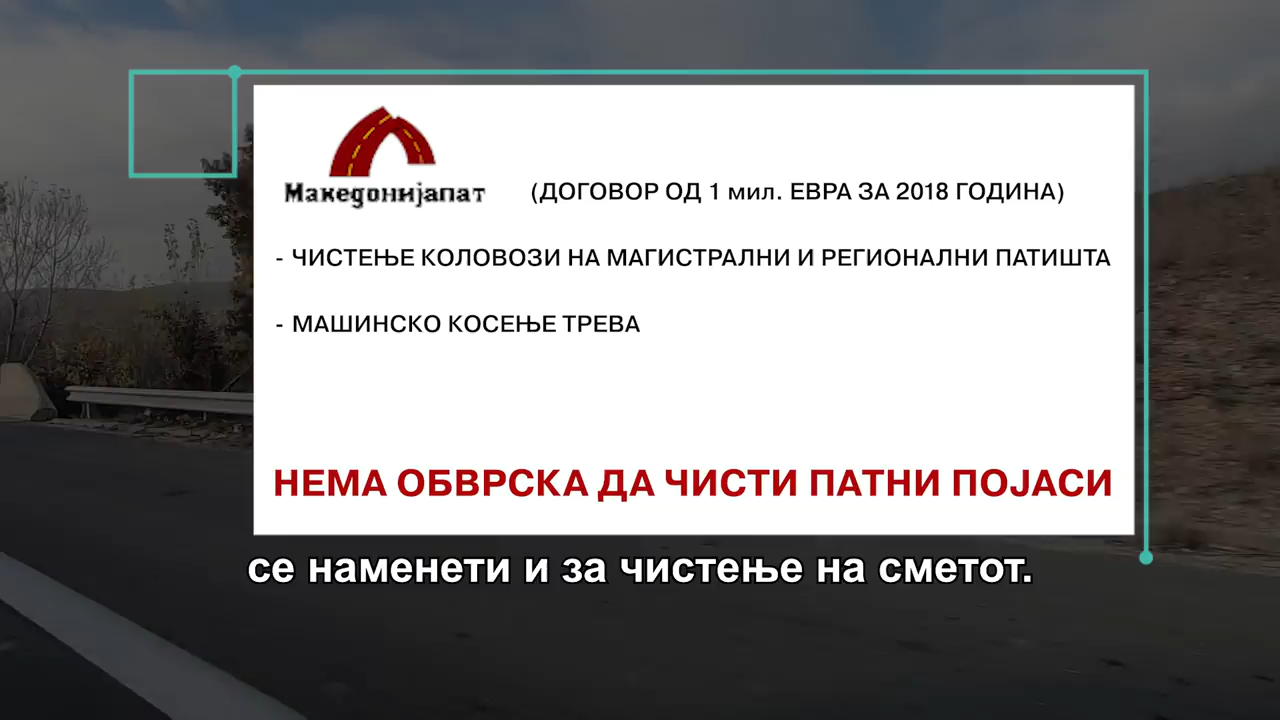 Македонијапат
(ДОГОВОР ОД 1 мил. ЕВРА ЗА 2018 ГОДИНА)
- ЧИСТЕЊЕ КОЛОВОЗИ НА МАГИСТРАЛНИ И РЕГИОНАЛНИ ПАТИШТА
- МАШИНСКО КОСЕЊЕ ТРЕВА
НЕМА ОБВРСКА ДА ЧИСТИ ПАТНИ ПОЈАСИ
се наменети и за чистење на сметот.